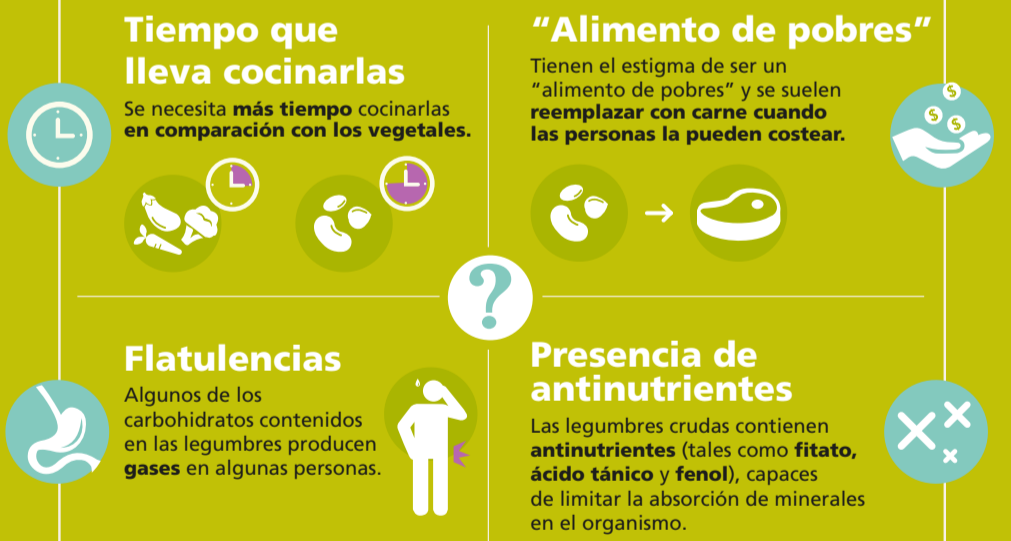 Tiempo que
lleva cocinarlas
Se necesita más tiempo cocinarlas
en comparación con los vegetales.
“Alimento de pobres”
Tienen el estigma de ser un
“alimento de pobres” y se suelen
reemplazar con carne cuando
las personas la pueden costear.
$
$
$
?
Flatulencias
Algunos de los
carbohidratos contenidos
en las legumbres producen
gases en algunas personas.
Presencia de
antinutrientes
Las legumbres crudas contienen
antinutrientes (tales como fitato,
ácido tánico y fenol), capaces
de limitar la absorción de minerales
en el organismo.